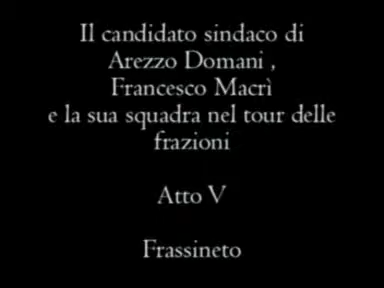 Il candidato sindaco di
Arezzo Domani ,
Francesco Macrì
e la sua squadra nel tour delle
frazioni
Atto V
Frassineto